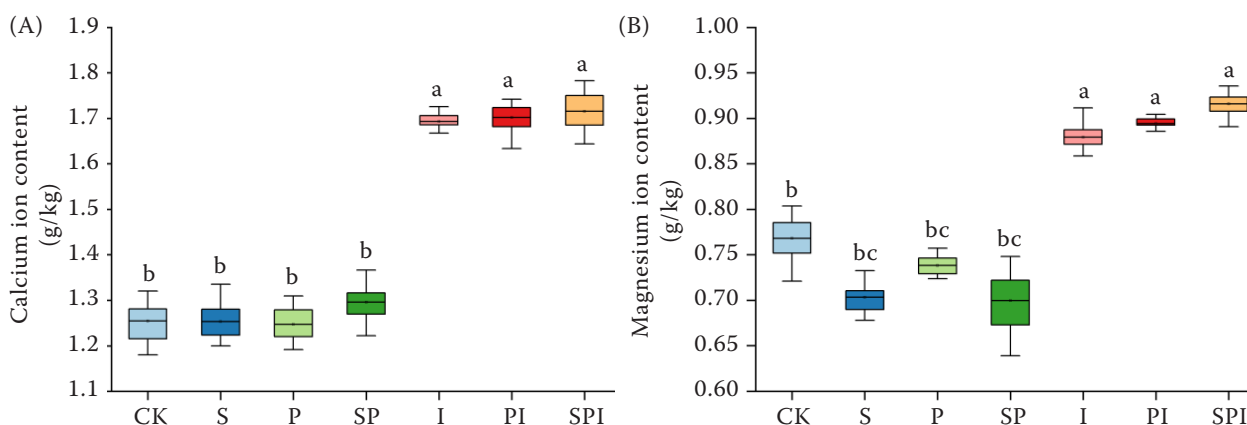 (A)
Calcium ion content
(g/kg)
1.9
1.8
1.7
1.6
1.5
1.4
1.3
1.2
1.1
b
b
b
b
a
a
a
CK
S
P
SP
I
PI
SPI
(B)
Magnesium ion content
(g/kg)
1.00
0.95
0.90
0.85
0.80
0.75
0.70
0.65
0.60
b
bc
bc
bc
a
a
a
CK
S
P
SP
I
PI
SPI